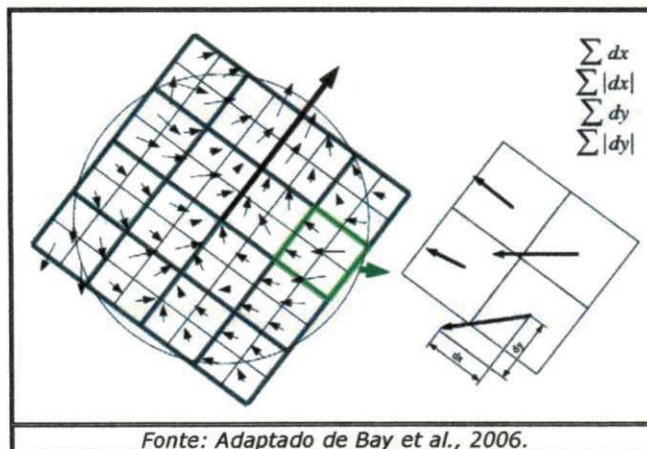 ∑ dx
∑ |dx|
∑ dy
∑ |dy|
dx
dy
Fonte: Adaptado de Bay et al., 2006.